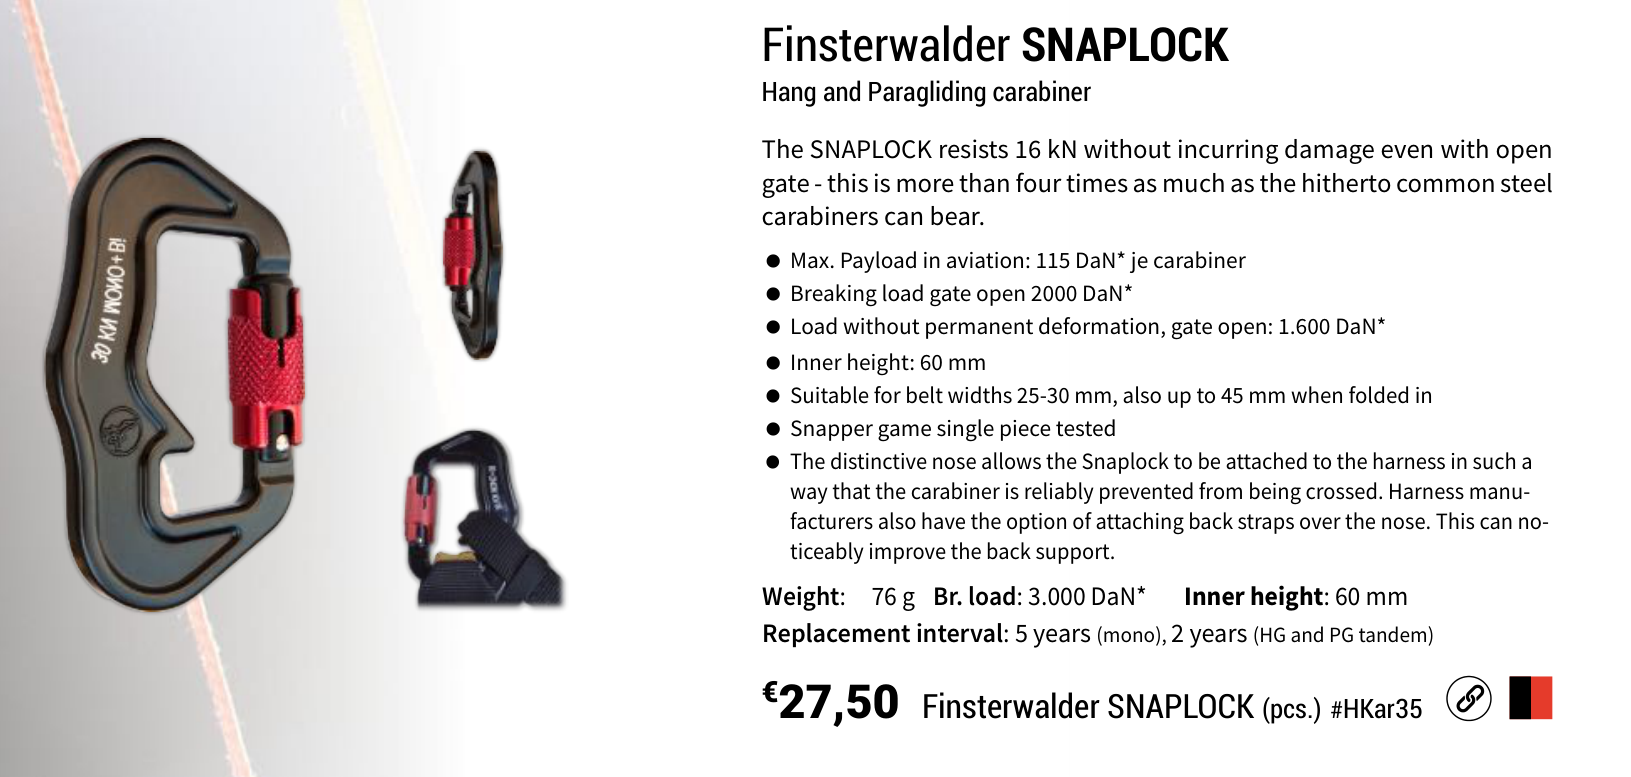 Finsterwalder SNAPLOCK
Hang and Paragliding carabiner
The SNAPLOCK resists 16 kN without incurring damage even with open
gate - this is more than four times as much as the hitherto common steel
carabiners can bear.
● Max. Payload in aviation: 115 DaN* je carabiner
● Breaking load gate open 2000 DaN*
● Load without permanent deformation, gate open: 1.600 DaN*
● Inner height: 60 mm
● Suitable for belt widths 25-30 mm, also up to 45 mm when folded in
● Snapper game single piece tested
● The distinctive nose allows the Snaplock to be attached to the harness in such a
way that the carabiner is reliably prevented from being crossed. Harness manu-
facturers also have the option of attaching back straps over the nose. This can no-
ticeably improve the back support.
Weight: 76 g Br. load: 3.000 DaN* Inner height: 60 mm
Replacement interval: 5 years (mono), 2 years (HG and PG tandem)
€27,50 Finsterwalder SNAPLOCK (pcs.) #HKar35
30 KN MONO+BI